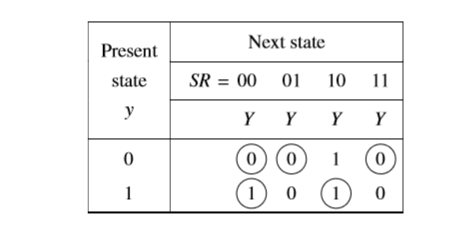 Present
state
y
Next state
SR = 00 01 10 11
Y Y Y Y
0 0 0 1 0
1 1 0 1 0